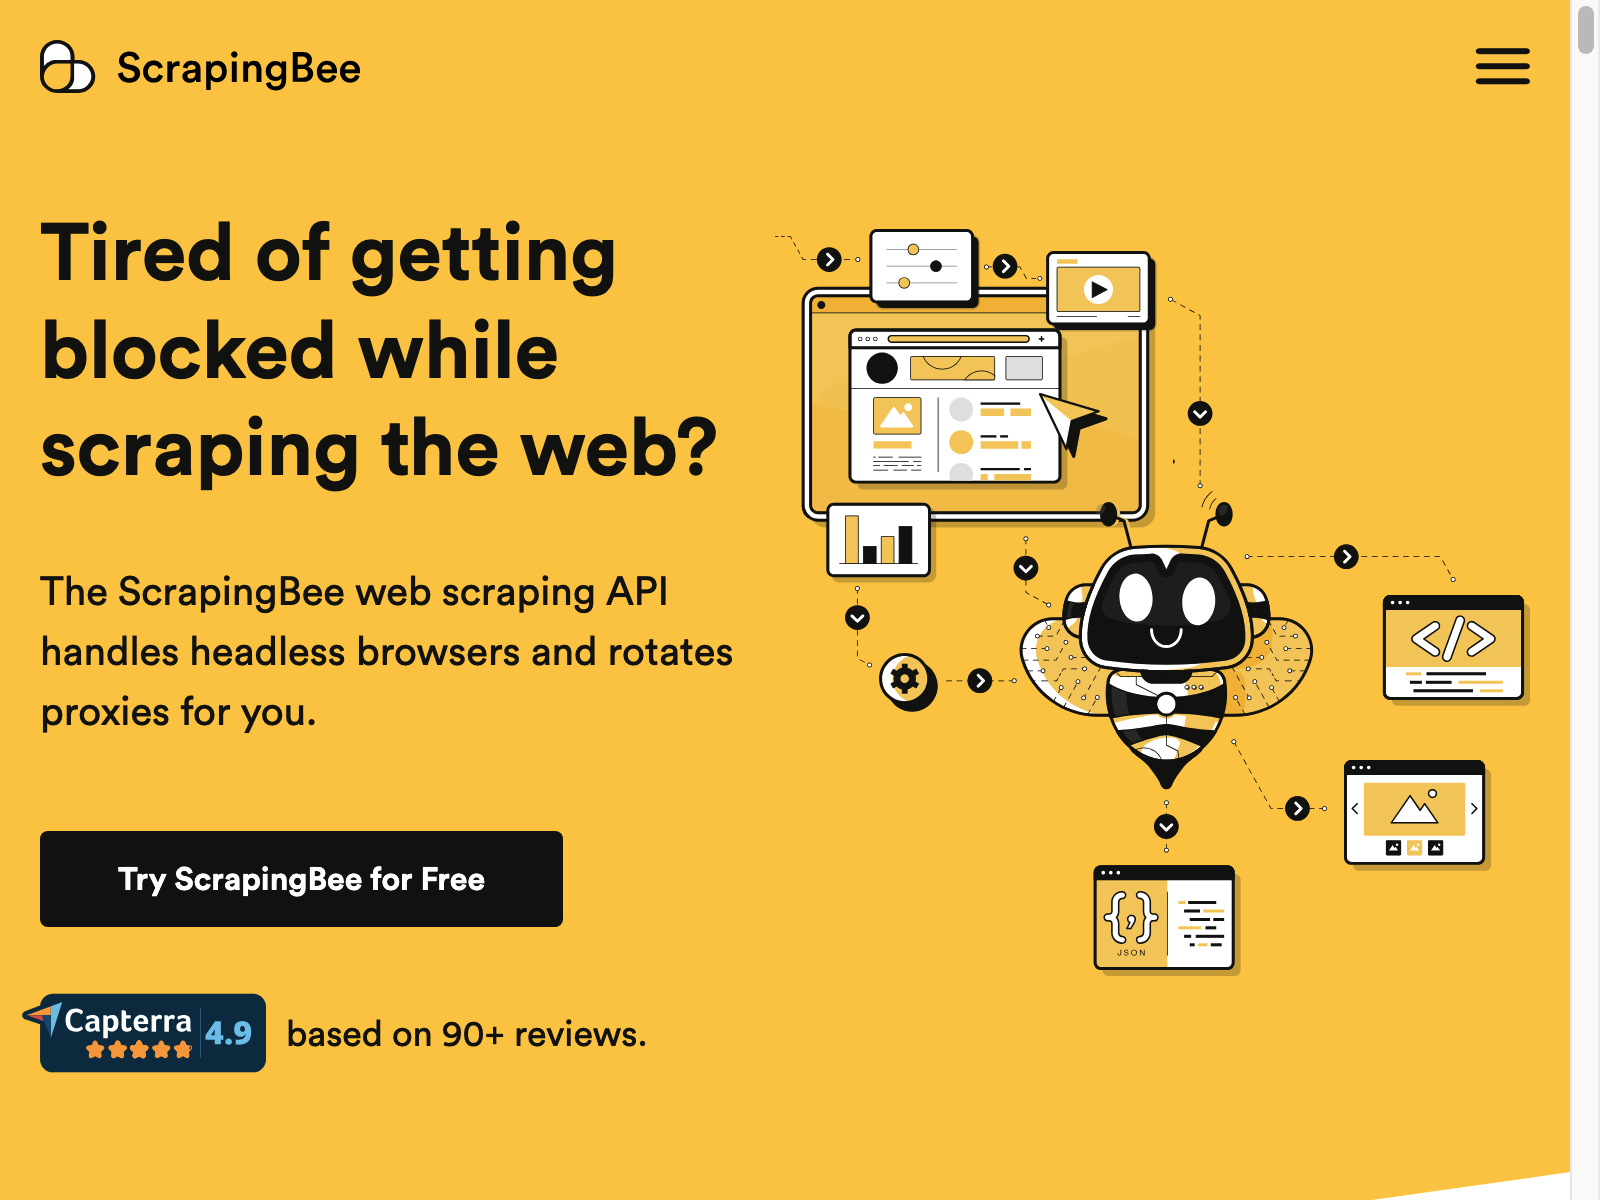 ScrapingBee
Tired of getting
blocked while
scraping the web?
The ScrapingBee web scraping API
handles headless browsers and rotates
proxies for you.
Try ScrapingBee for Free
Capterra 4.9
based on 90+ reviews.
</>
{,}
JSON